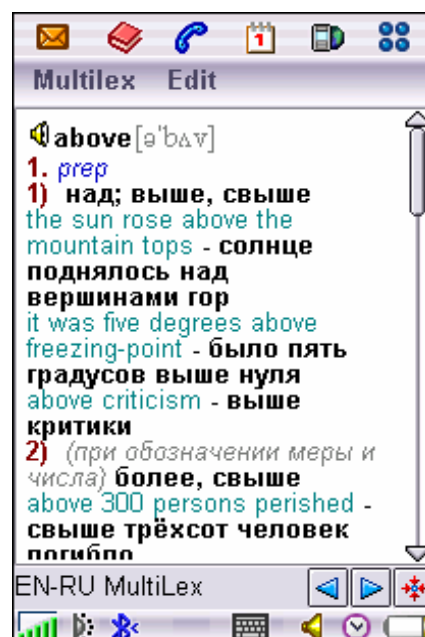 1
Multilex Edit
above [ə'bʌv]
1. prep
1) над; выше, свыше
the sun rose above the
mountain tops - солнце
поднялось над
вершинами гор
it was five degrees above
freezing-point - было пять
градусов выше нуля
above criticism - выше
критики
2) (при обозначении меры и
числа) более, свыше
above 300 persons perished -
свыше трёхсот человек
погибло
EN-RU MultiLex